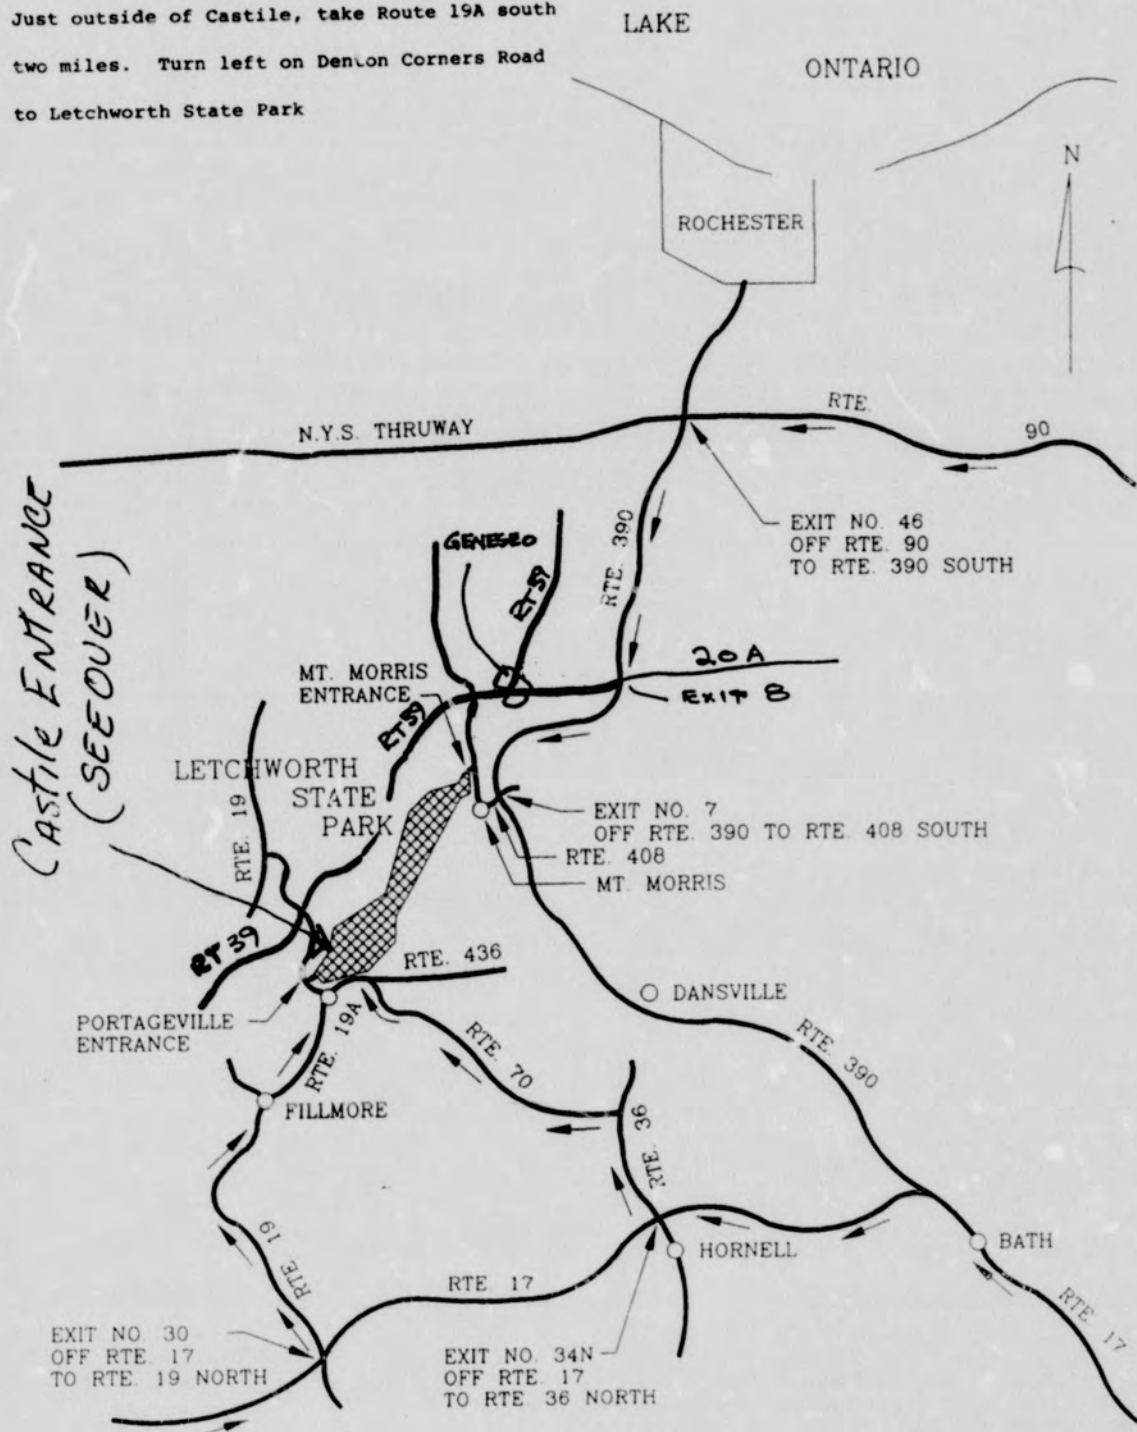 Just outside of Castile, take Route 19A south
two miles. Turn left on Denton Corners Road
to Letchworth State Park
LAKE
ONTARIO
N
ROCHESTER
RTE.
90
N.Y.S. THRUWAY
EXIT NO. 46
OFF RTE. 90
TO RTE. 390 SOUTH
RTE. 390
GENESEO
RT39
20A
EXIT 8
MT. MORRIS
ENTRANCE
RT39
Castile ENTRANCE
(SEE OVER)
LETCHWORTH
STATE
PARK
RTE. 19
EXIT NO. 7
OFF RTE. 390 TO RTE. 408 SOUTH
RTE. 408
MT. MORRIS
RT 39
RTE. 436
DANSVILLE
PORTAGEVILLE
ENTRANCE
RTE. 19A
RTE. 70
RTE. 390
FILLMORE
RTE. 36
RTE. 19
HORNELL
BATH
RTE. 17
RTE. 17
EXIT NO. 30
OFF RTE. 17
TO RTE. 19 NORTH
EXIT NO. 34N
OFF RTE. 17
TO RTE. 36 NORTH